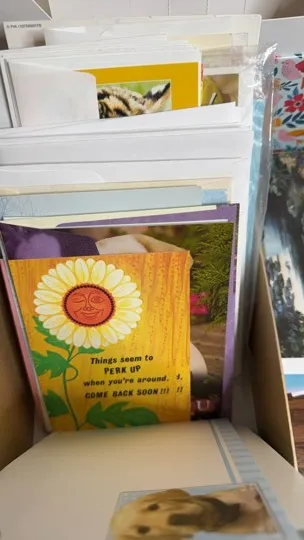 Things seem to
PERK UP
when you're around.
COME BACK SOON!!!